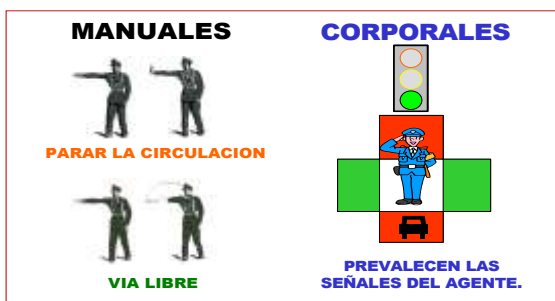 MANUALES
PARAR LA CIRCULACION
VIA LIBRE
CORPORALES
PREVALECEN LAS
SEÑALES DEL AGENTE.